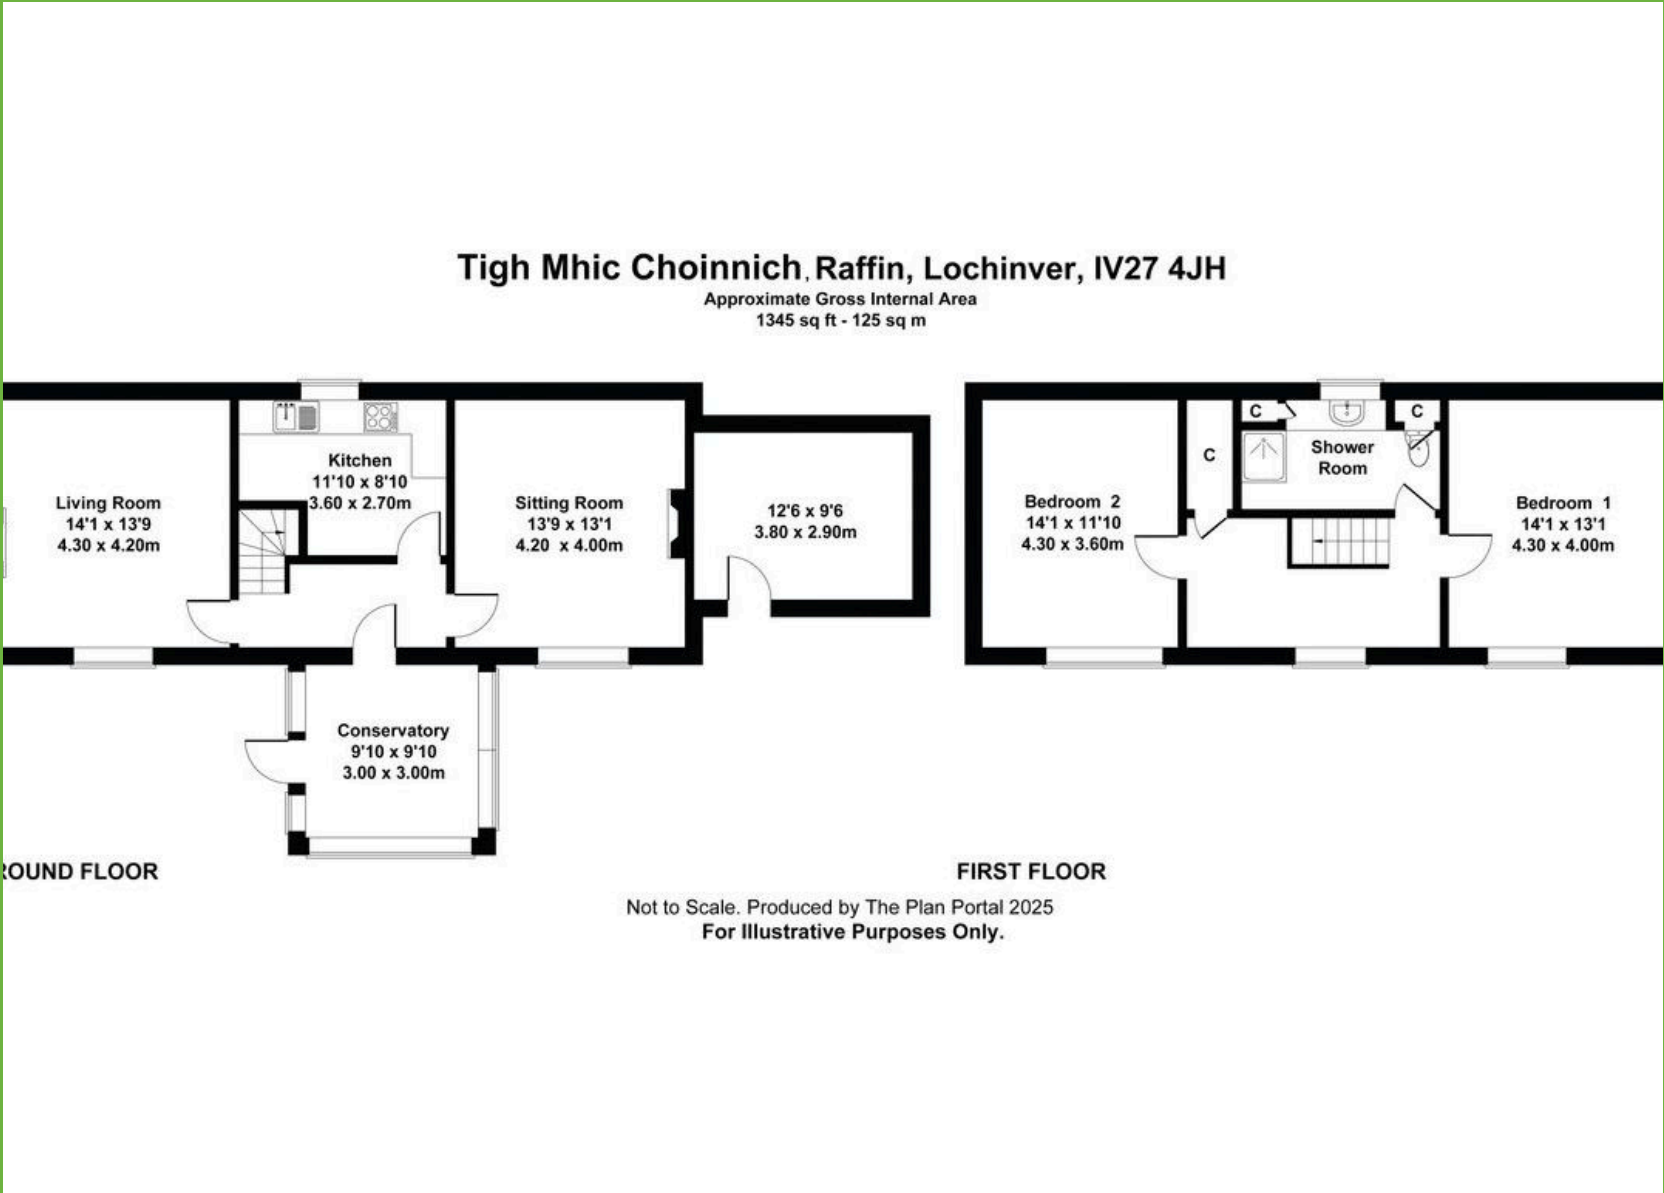 Tigh Mhic Choinnich, Raffin, Lochinver, IV27 4JH
Approximate Gross Internal Area
1345 sq ft - 125 sq m
Living Room
14'1 x 13'9
4.30 x 4.20m
Kitchen
11'10 x 8'10
3.60 x 2.70m
Sitting Room
13'9 x 13'1
4.20 x 4.00m
12'6 x 9'6
3.80 x 2.90m
Conservatory
9'10 x 9'10
3.00 x 3.00m
Bedroom 2
14'1 x 11'10
4.30 x 3.60m
C
C
Shower
Room
C
Bedroom 1
14'1 x 13'1
4.30 x 4.00m
ROUND FLOOR
FIRST FLOOR
Not to Scale. Produced by The Plan Portal 2025
For Illustrative Purposes Only.